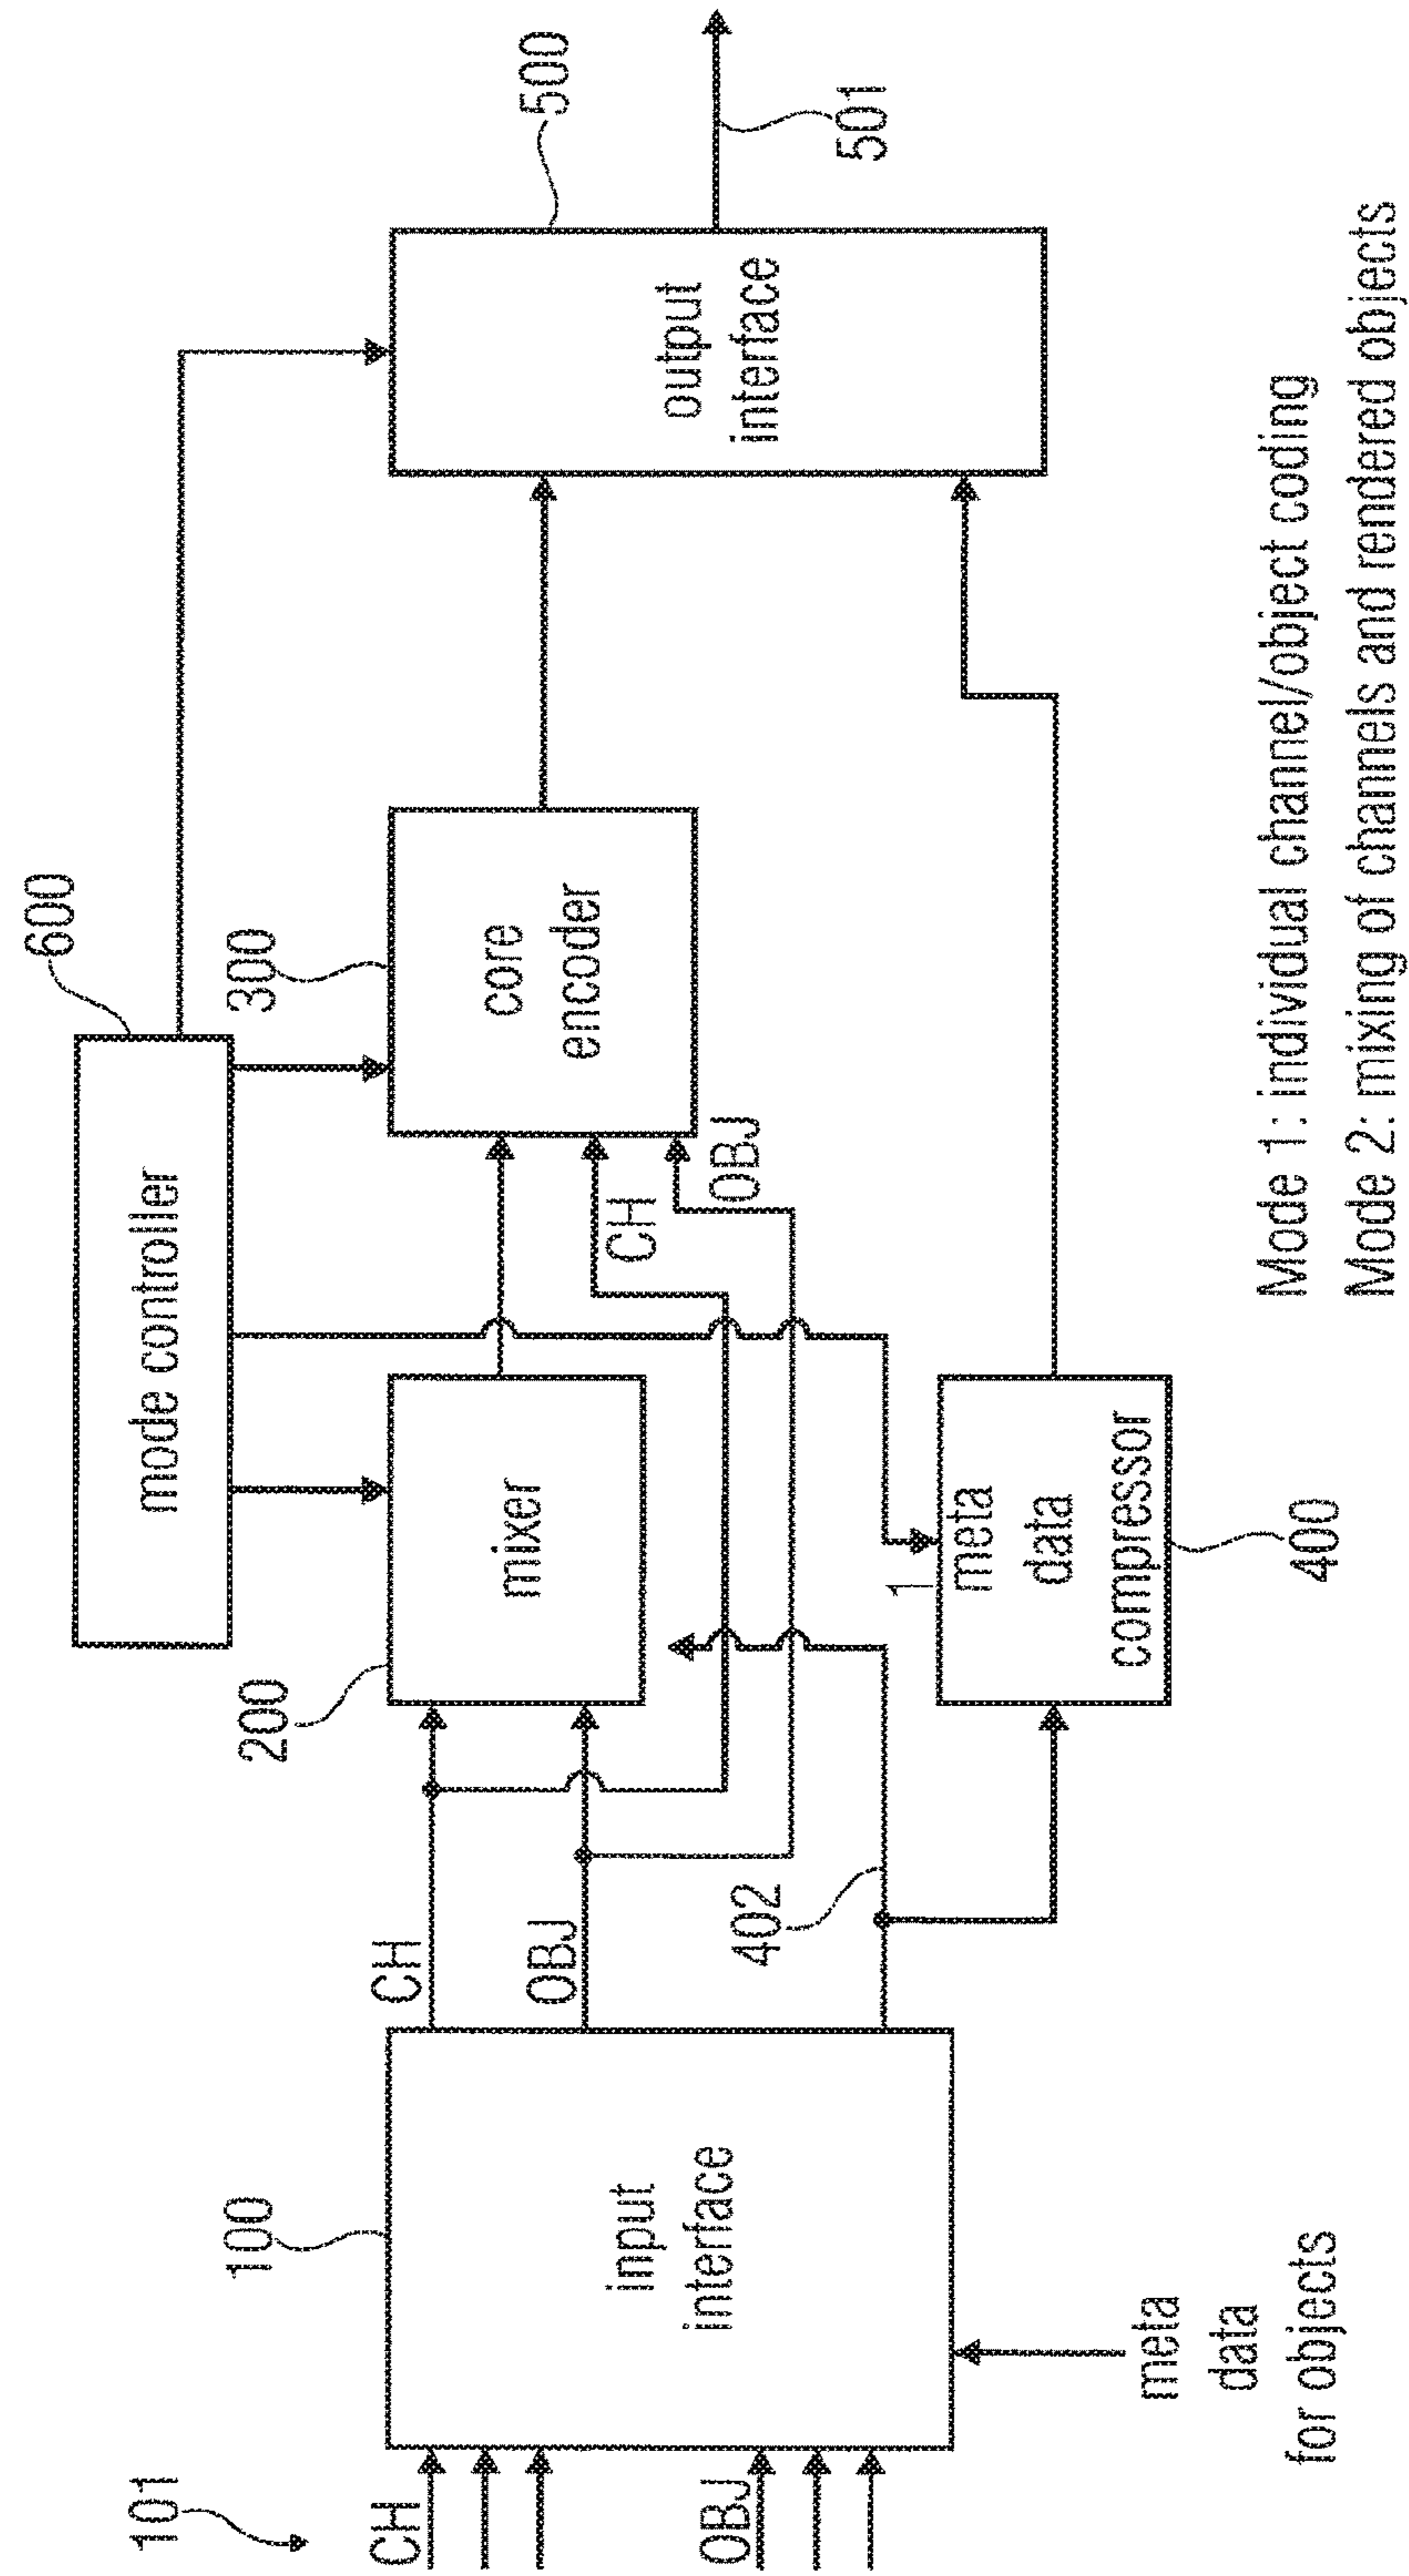 600
mode controller
101
CH
OBJ
100
input
interface
meta
data
for objects
CH
OBJ
402
200
mixer
CH
OBJ
300
core
encoder
1
meta
data
compressor
400
500
output
interface
501
Mode 1: individual channel/object coding
Mode 2: mixing of channels and rendered objects